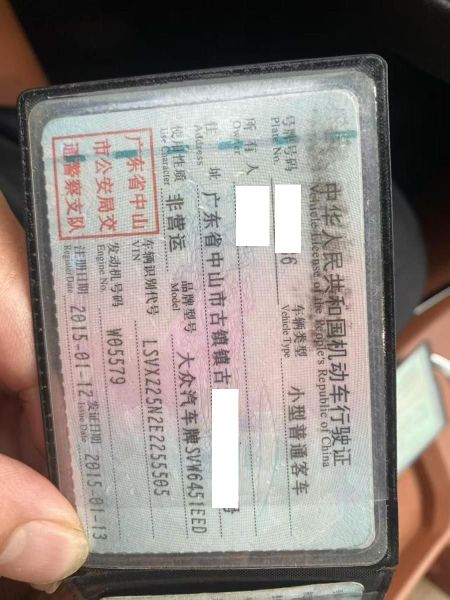 中华人民共和国机动车行驶证
Vehicle License of the People's Republic of China
号牌号码
Plate No.
6
车辆类型
Vehicle Type
小型普通客车
所有人
Owner
住址
Address
广东省中山市古镇镇古
号
使用性质
Use Character
非营运
品牌型号
Model
大众汽车牌SVW6451EED
广东省中山
市公安局交
通警察支队
车辆识别代号
VIN
LSVX225N2E2255505
发动机号码
Engine No.
W05579
注册日期
Register Date
2015-01-12
发证日期
Issue Date
2015-01-13